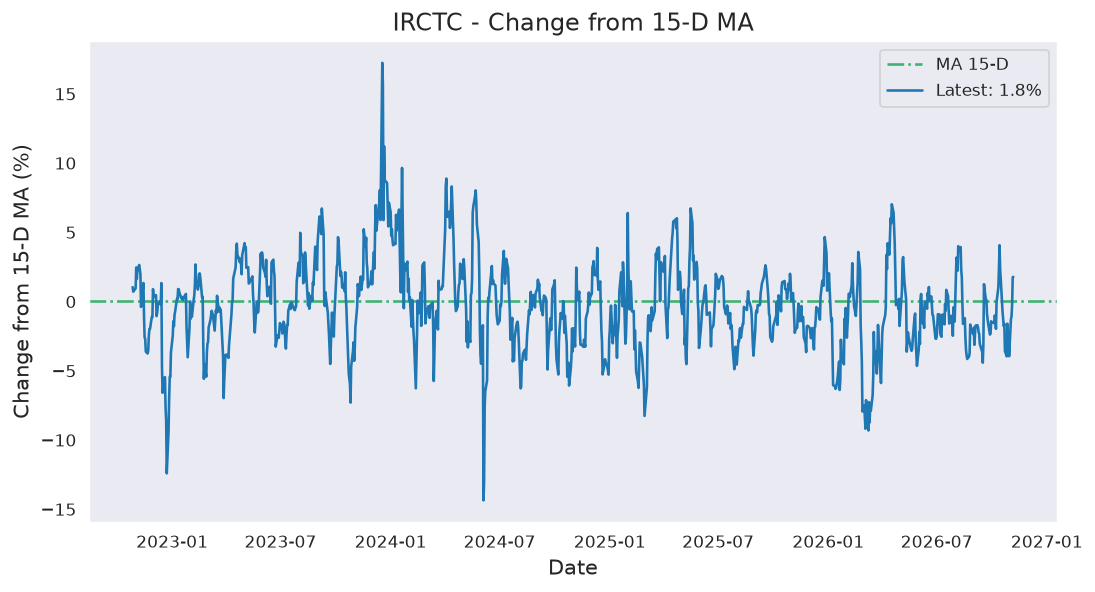 IRCTC - Change from 15-D MA
MA 15-D
Latest: 1.8%
Change from 15-D MA (%)
15
10
5
0
−5
−10
−15
2023-01 2023-07 2024-01 2024-07 2025-01 2025-07 2026-01 2026-07 2027-01
Date